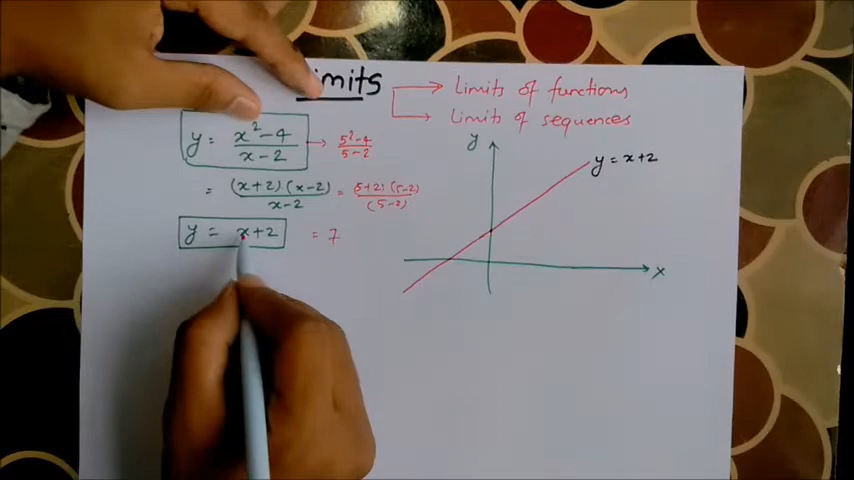 Limits of functions
Limits of sequences
y = x²-4 / x-2 → 5²-4 / 5-2
= (x+2)(x-2) / x-2 = (5+2)(5-2) / (5-2)
y = x+2 = 7
y
y = x+2
x